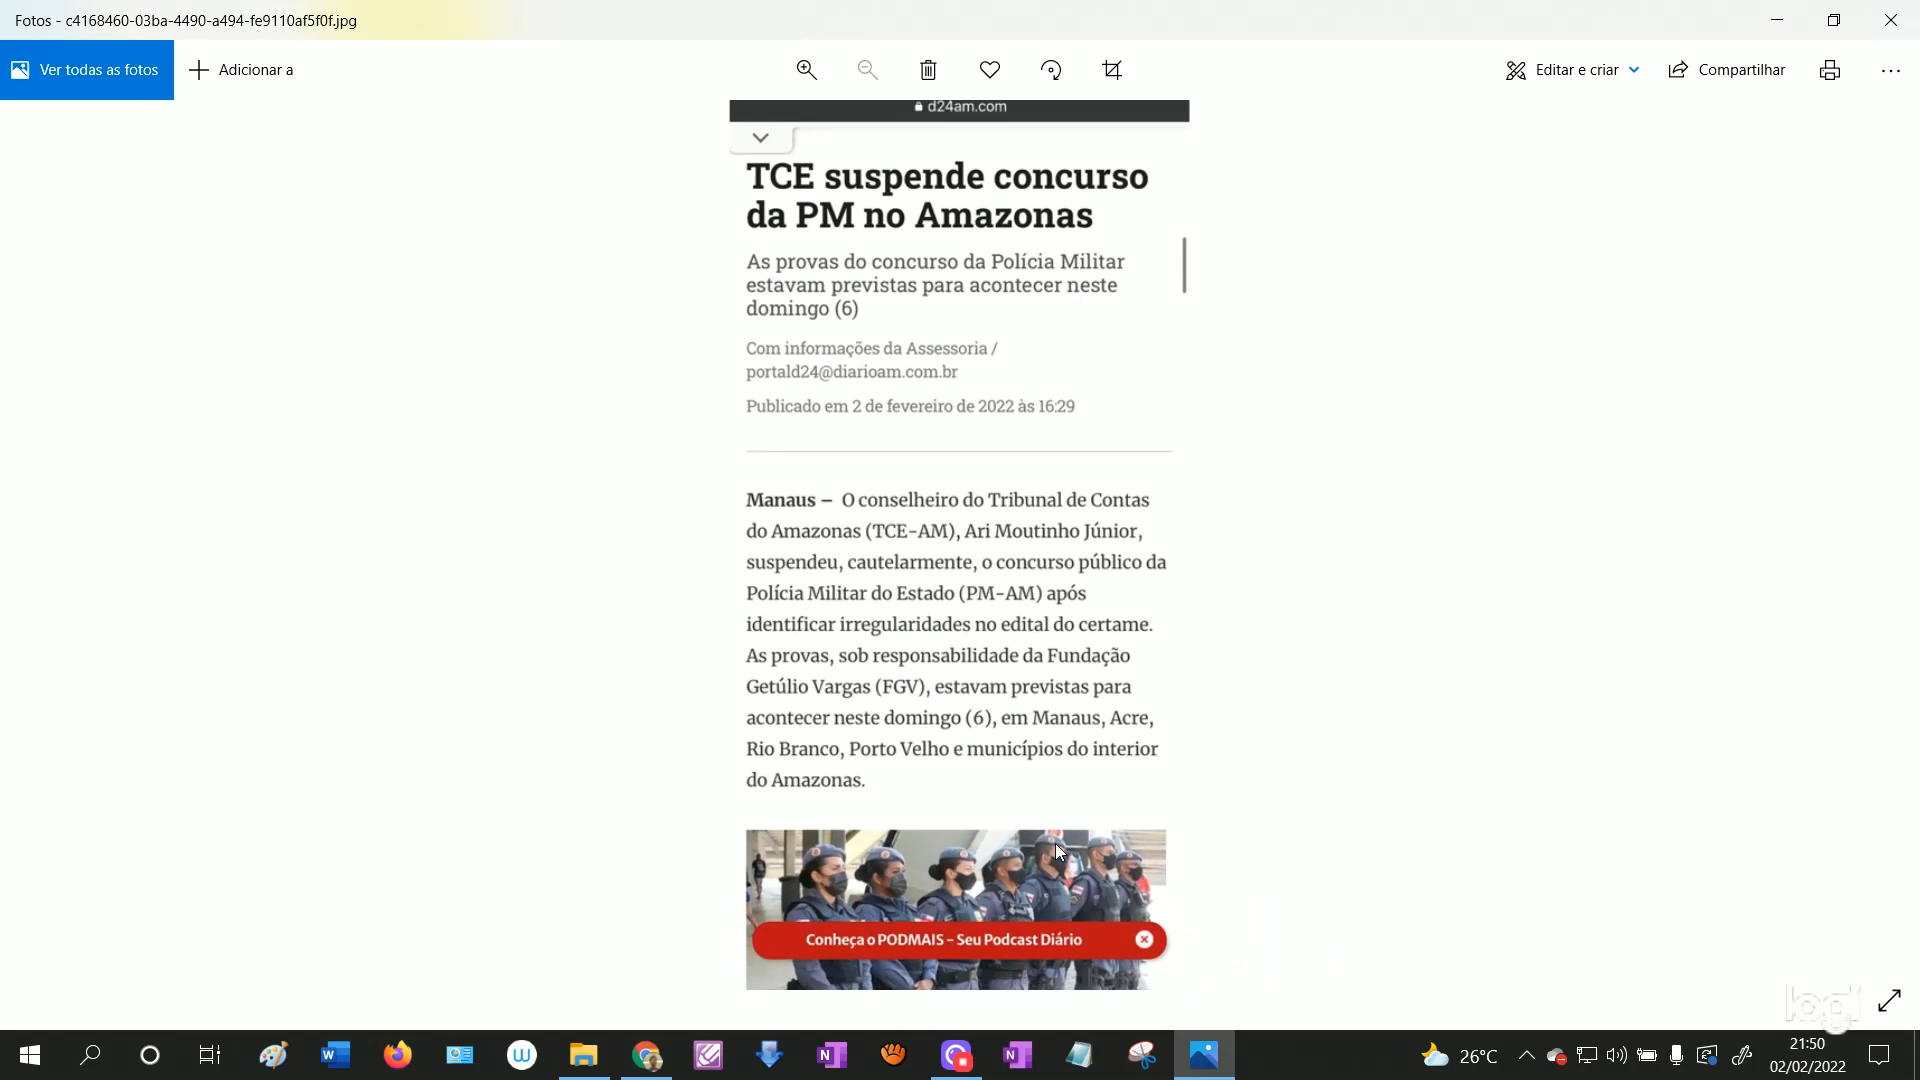 Fotos - c4168460-03ba-4490-a494-fe9110af5f0f.jpg
Ver todas as fotos
Adicionar a
Editar e criar
Compartilhar
d24am.com
TCE suspende concurso
da PM no Amazonas
As provas do concurso da Polícia Militar
estavam previstas para acontecer neste
domingo (6)
Com informações da Assessoria /
portald24@diarioam.com.br
Publicado em 2 de fevereiro de 2022 às 16:29
Manaus – O conselheiro do Tribunal de Contas
do Amazonas (TCE-AM), Ari Moutinho Júnior,
suspendeu, cautelarmente, o concurso público da
Polícia Militar do Estado (PM-AM) após
identificar irregularidades no edital do certame.
As provas, sob responsabilidade da Fundação
Getúlio Vargas (FGV), estavam previstas para
acontecer neste domingo (6), em Manaus, Acre,
Rio Branco, Porto Velho e municípios do interior
do Amazonas.
Conheça o PODMAIS - Seu Podcast Diário
logi
26°C
21:50
02/02/2022